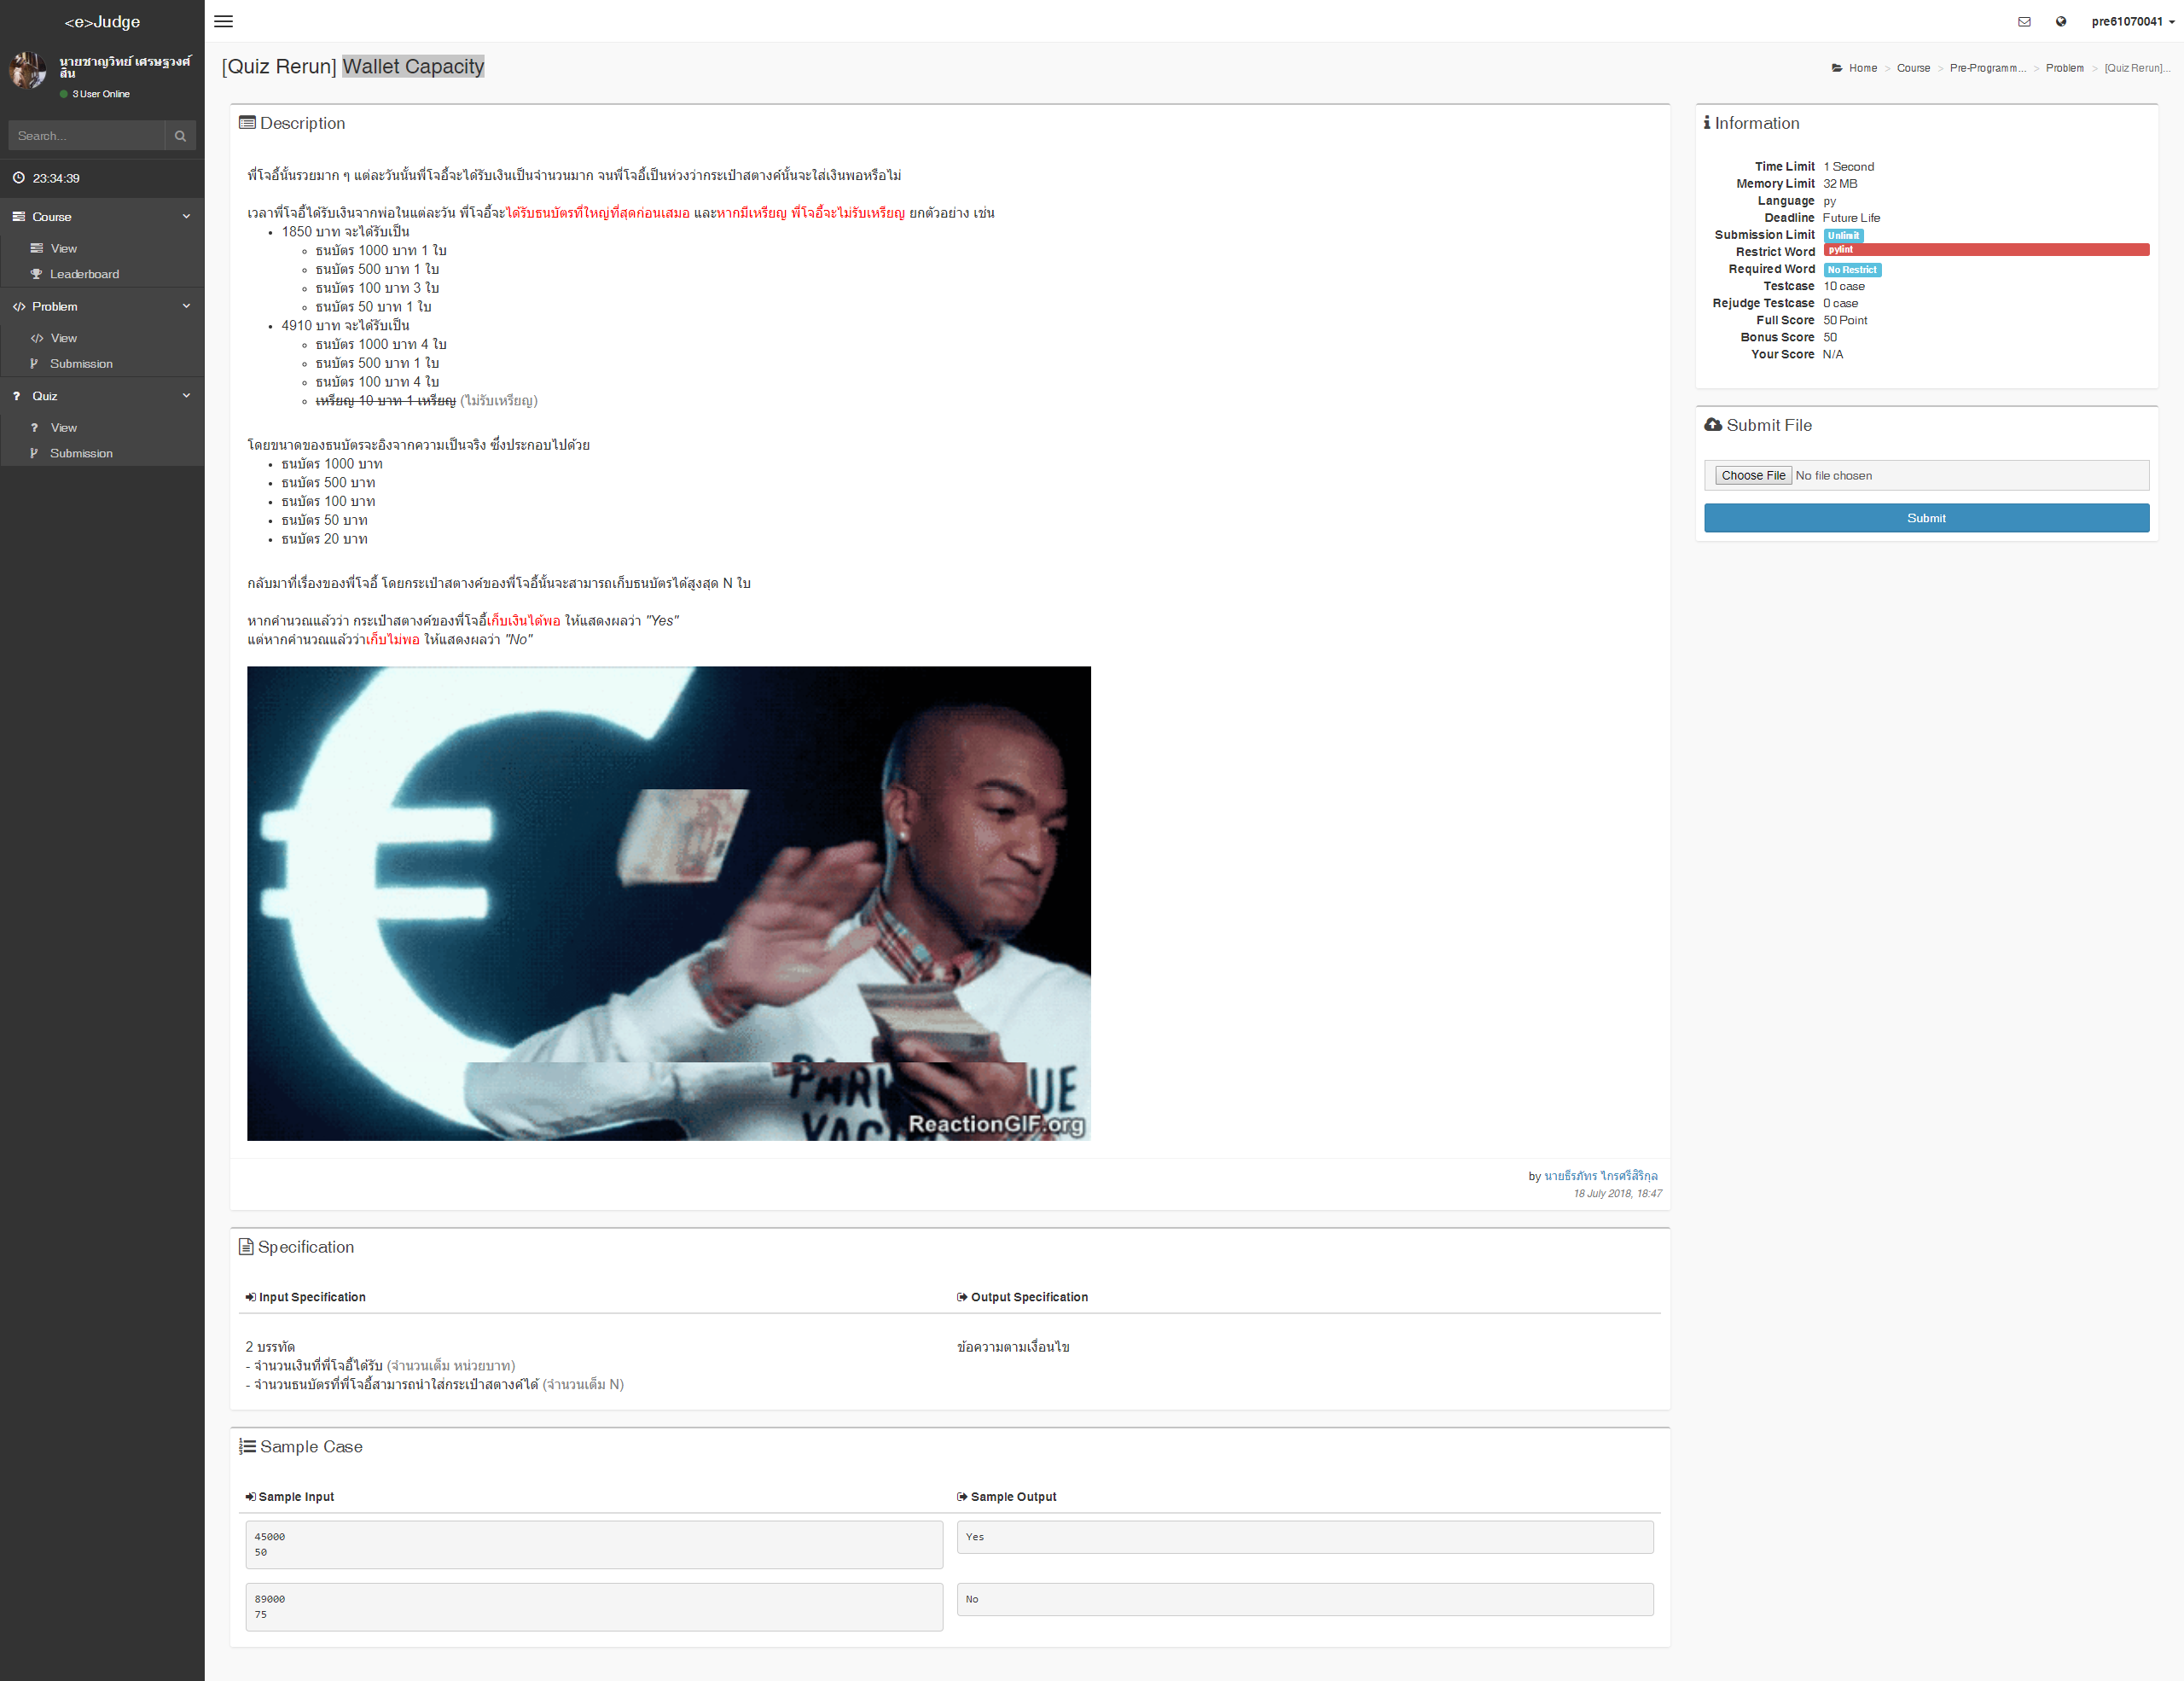 <e>Judge
pre61070041
นายชาญวิทย์ เศรษฐวงศ์
สิน
3 User Online
Search...
23:34:39
Course
View
Leaderboard
Problem
View
Submission
Quiz
View
Submission
[Quiz Rerun] Wallet Capacity
Home > Course > Pre-Programm... > Problem > [Quiz Rerun]...
Description
พี่โจอี้นั้นรวยมาก ๆ แต่ละวันนั้นพี่โจอี้จะได้รับเงินเป็นจำนวนมาก จนพี่โจอี้เป็นห่วงว่ากระเป๋าสตางค์นั้นจะใส่เงินพอหรือไม่
เวลาพี่โจอี้ได้รับเงินจากพ่อในแต่ละวัน พี่โจอี้จะได้รับธนบัตรที่ใหญ่ที่สุดก่อนเสมอ และหากมีเหรียญ พี่โจอี้จะไม่รับเหรียญ ยกตัวอย่าง เช่น
• 1850 บาท จะได้รับเป็น
◦ ธนบัตร 1000 บาท 1 ใบ
◦ ธนบัตร 500 บาท 1 ใบ
◦ ธนบัตร 100 บาท 3 ใบ
◦ ธนบัตร 50 บาท 1 ใบ
• 4910 บาท จะได้รับเป็น
◦ ธนบัตร 1000 บาท 4 ใบ
◦ ธนบัตร 500 บาท 1 ใบ
◦ ธนบัตร 100 บาท 4 ใบ
◦ เหรียญ 10 บาท 1 เหรียญ (ไม่รับเหรียญ)
โดยขนาดของธนบัตรจะอิงจากความเป็นจริง ซึ่งประกอบไปด้วย
• ธนบัตร 1000 บาท
• ธนบัตร 500 บาท
• ธนบัตร 100 บาท
• ธนบัตร 50 บาท
• ธนบัตร 20 บาท
กลับมาที่เรื่องของพี่โจอี้ โดยกระเป๋าสตางค์ของพี่โจอี้นั้นจะสามารถเก็บธนบัตรได้สูงสุด N ใบ
หากคำนวณแล้วว่า กระเป๋าสตางค์ของพี่โจอี้เก็บเงินได้พอ ให้แสดงผลว่า "Yes"
แต่หากคำนวณแล้วว่าเก็บไม่พอ ให้แสดงผลว่า "No"
ReactionGIF.org
by นายธีรภัทร ไกรศรีสิริกุล
18 July 2018, 18:47
Specification
Input Specification
2 บรรทัด
- จำนวนเงินที่พี่โจอี้ได้รับ (จำนวนเต็ม หน่วยบาท)
- จำนวนธนบัตรที่พี่โจอี้สามารถนำใส่กระเป๋าสตางค์ได้ (จำนวนเต็ม N)
Output Specification
ข้อความตามเงื่อนไข
Sample Case
Sample Input
Sample Output
45000
50
Yes
89000
75
No
Information
Time Limit 1 Second
Memory Limit 32 MB
Language py
Deadline Future Life
Submission Limit Unlimit
Restrict Word pylint
Required Word No Restrict
Testcase 10 case
Rejudge Testcase 0 case
Full Score 50 Point
Bonus Score 50
Your Score N/A
Submit File
Choose File No file chosen
Submit